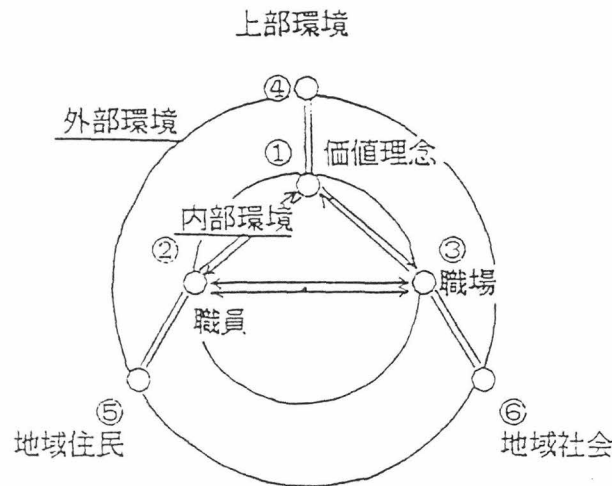 上部環境
④
外部環境
① 価値理念
内部環境
② ③
職場
職員
⑤ ⑥
地域住民 地域社会